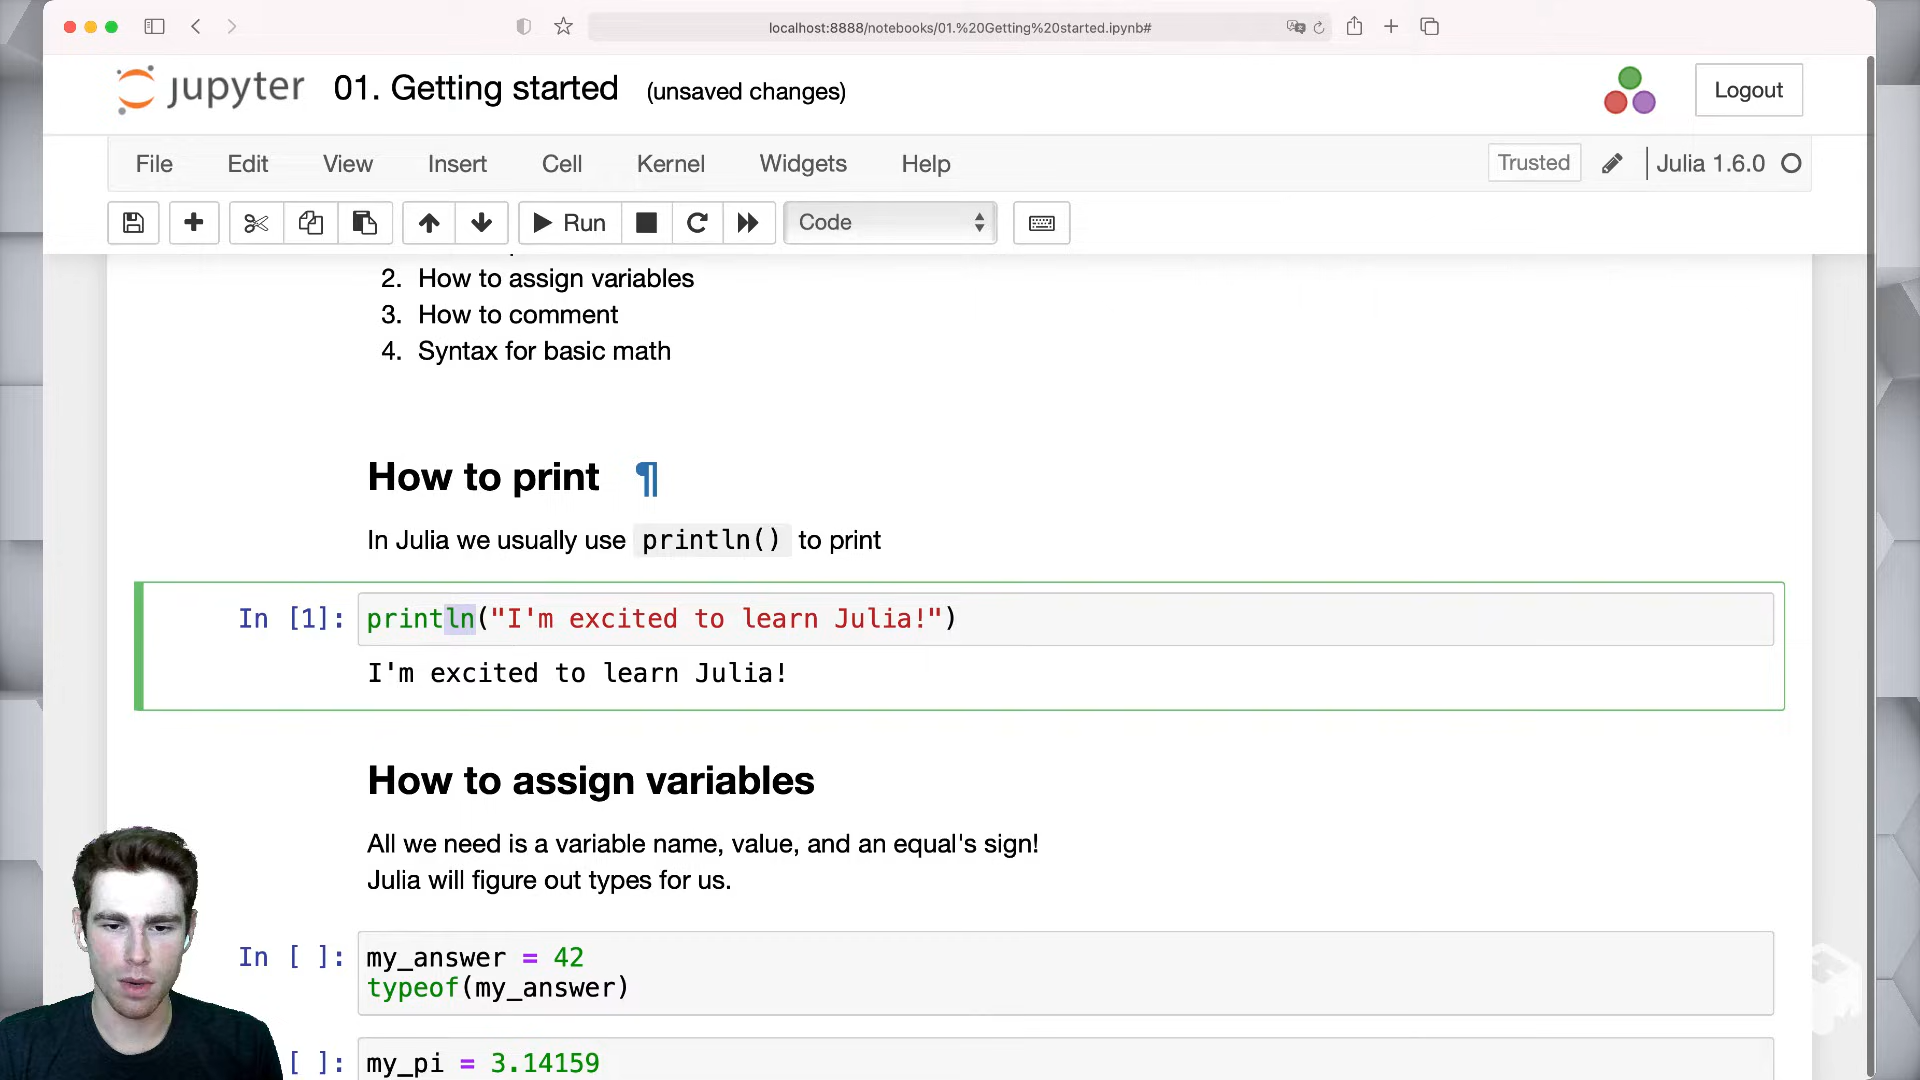 localhost:8888/notebooks/01.%20Getting%20started.ipynb#
jupyter 01. Getting started (unsaved changes) Logout
File Edit View Insert Cell Kernel Widgets Help Trusted Julia 1.6.0
Run Code
2. How to assign variables
3. How to comment
4. Syntax for basic math
How to print ¶
In Julia we usually use println() to print
In [1]: println("I'm excited to learn Julia!")
I'm excited to learn Julia!
How to assign variables
All we need is a variable name, value, and an equal's sign!
Julia will figure out types for us.
In [ ]: my_answer = 42
typeof(my_answer)
[ ]: my_pi = 3.14159